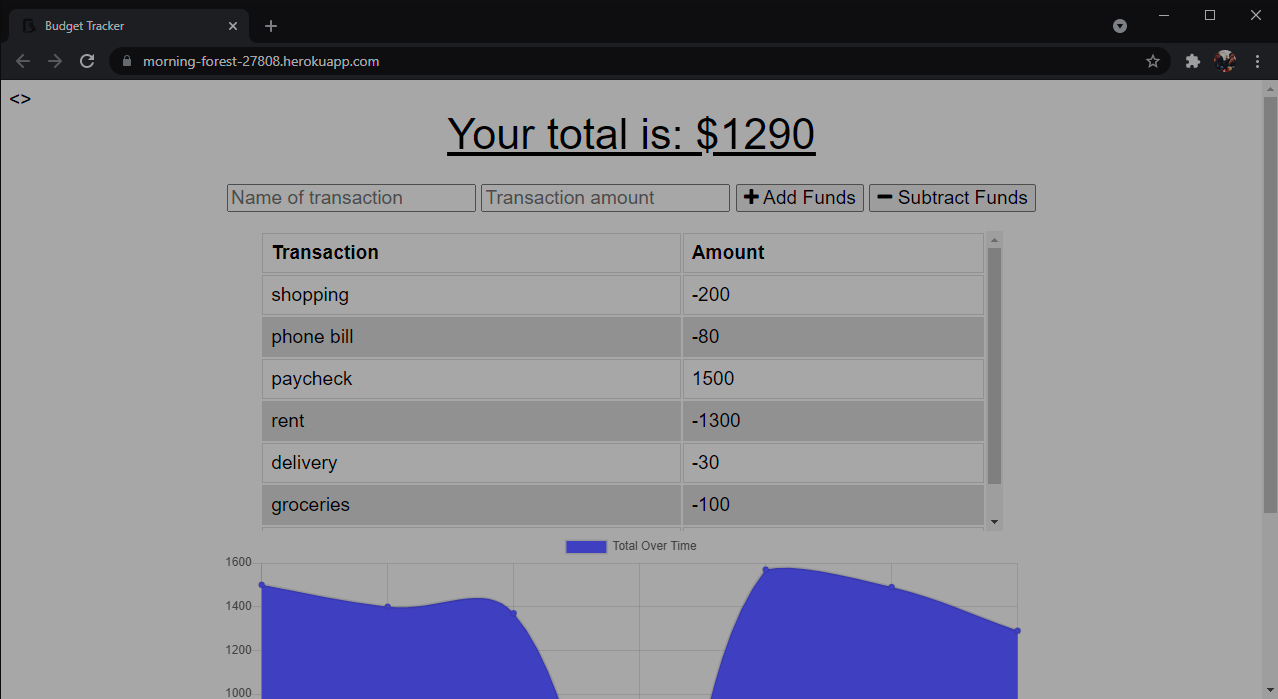 Budget Tracker
morning-forest-27808.herokuapp.com
<>
Your total is: $1290
Name of transaction Transaction amount Add Funds Subtract Funds
Transaction Amount
shopping -200
phone bill -80
paycheck 1500
rent -1300
delivery -30
groceries -100
Total Over Time
1600
1400
1200
1000